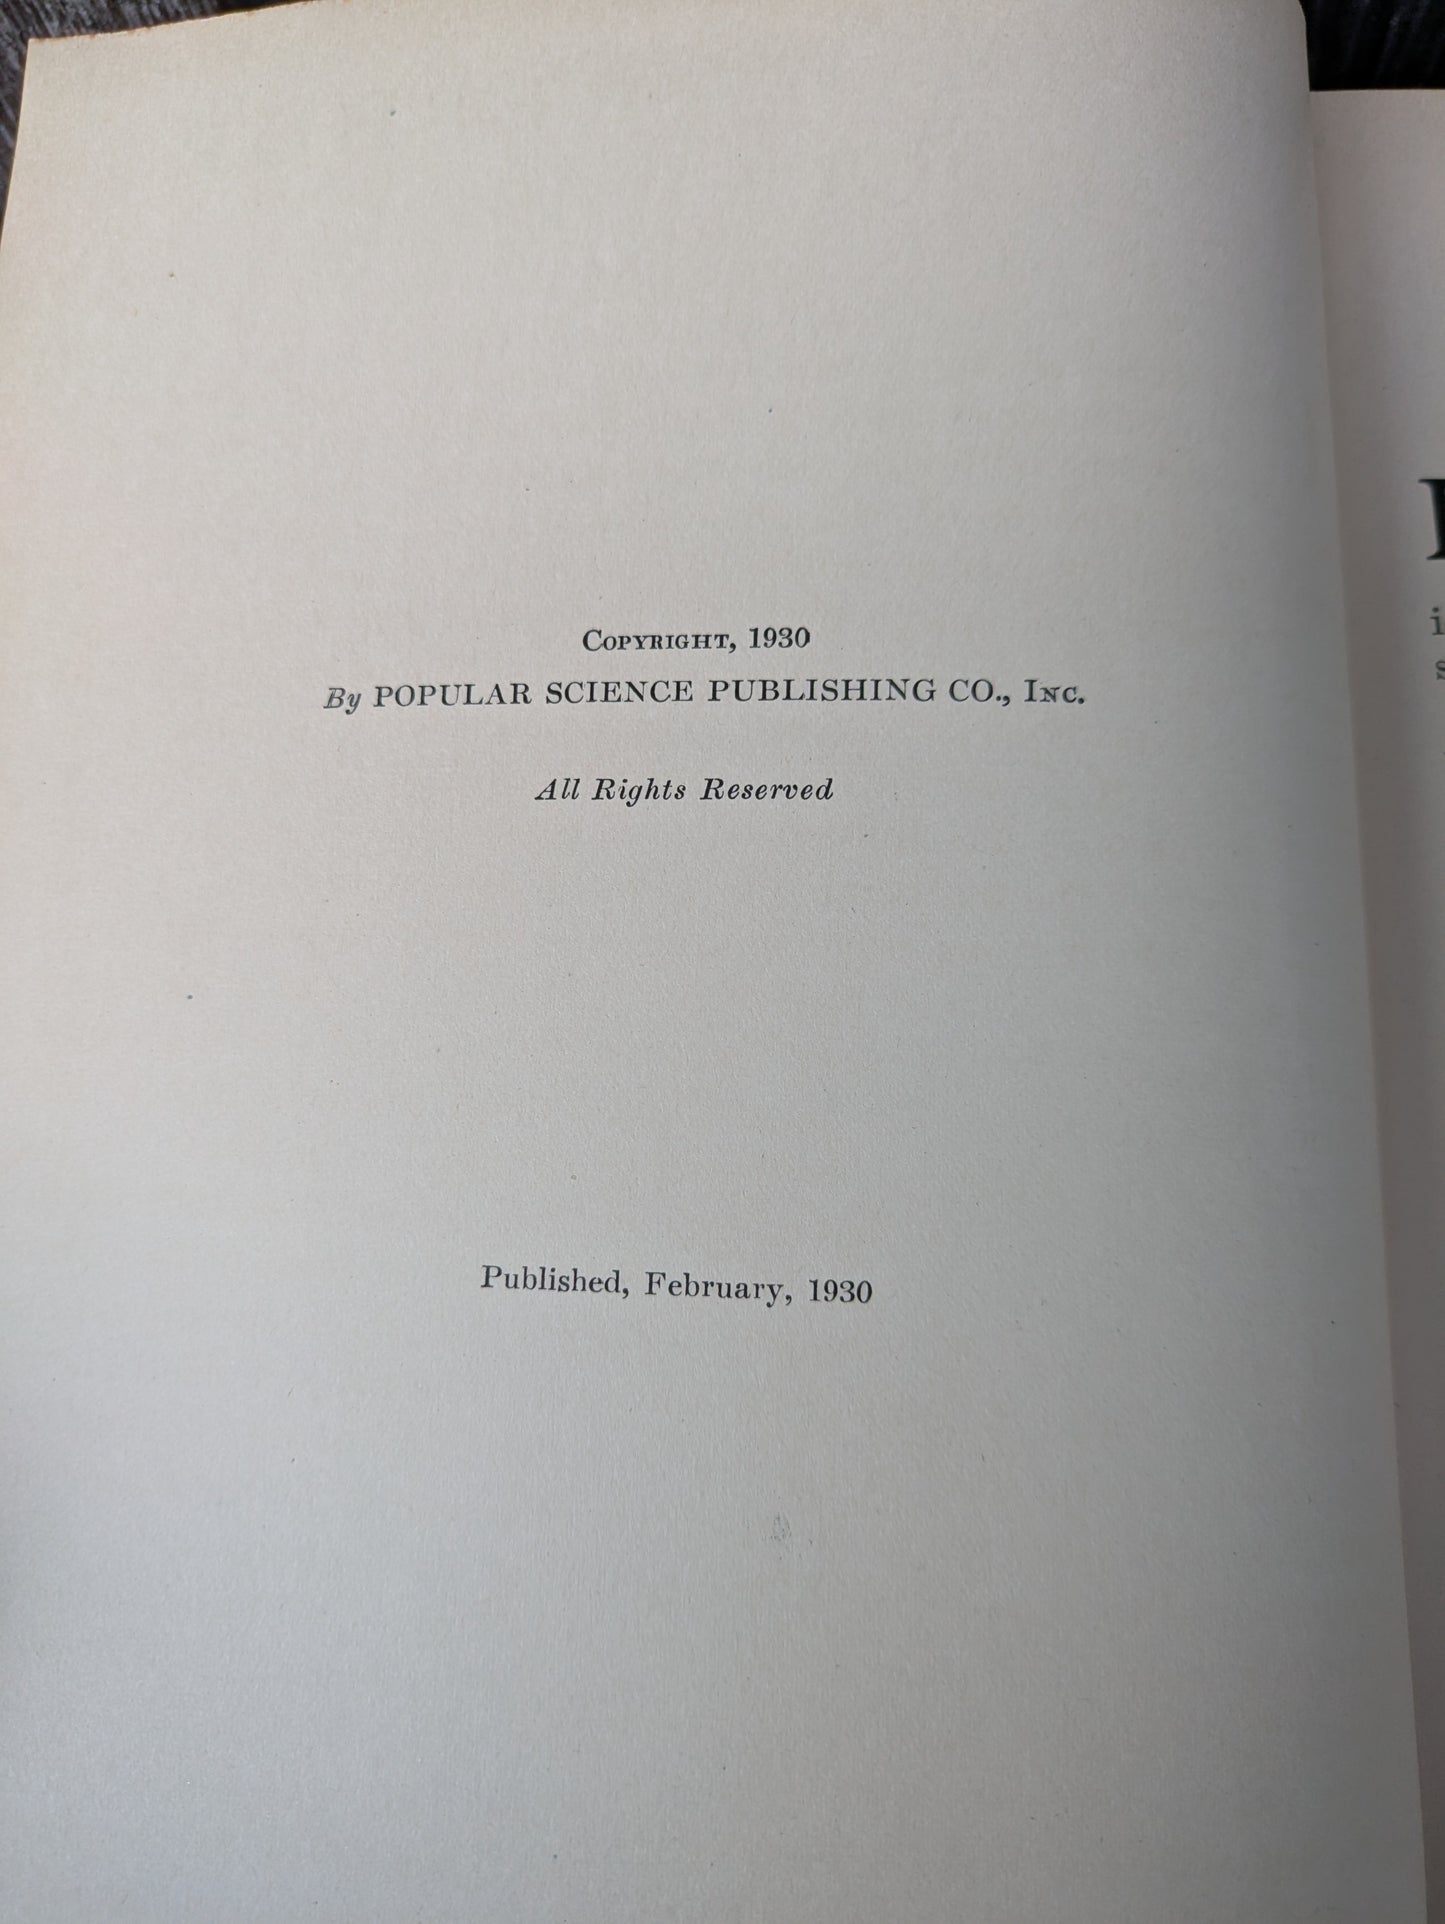 Copyright, 1930
By POPULAR SCIENCE PUBLISHING CO., Inc.
All Rights Reserved
Published, February, 1930